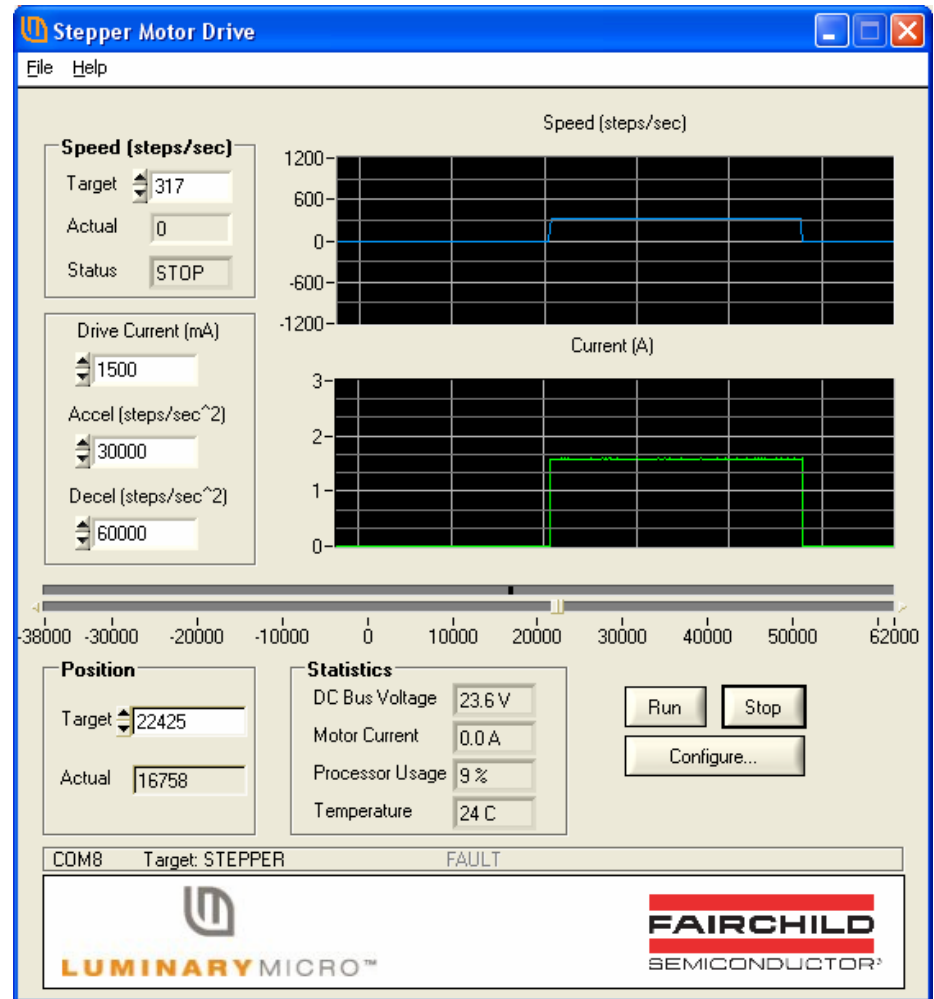 Stepper Motor Drive
File Help
Speed (steps/sec)
Target 317
Actual 0
Status STOP
Drive Current (mA)
1500
Accel (steps/sec^2)
30000
Decel (steps/sec^2)
60000
Speed (steps/sec)
1200
600
0
-600
-1200
Current (A)
3
2
1
0
-38000 -30000 -20000 -10000 0 10000 20000 30000 40000 50000 62000
Position
Target 22425
Actual 16758
Statistics
DC Bus Voltage 23.6 V
Motor Current 0.0 A
Processor Usage 9 %
Temperature 24 C
Run Stop
Configure...
COM8 Target: STEPPER FAULT
LUMINARYMICRO™
FAIRCHILD
SEMICONDUCTOR®